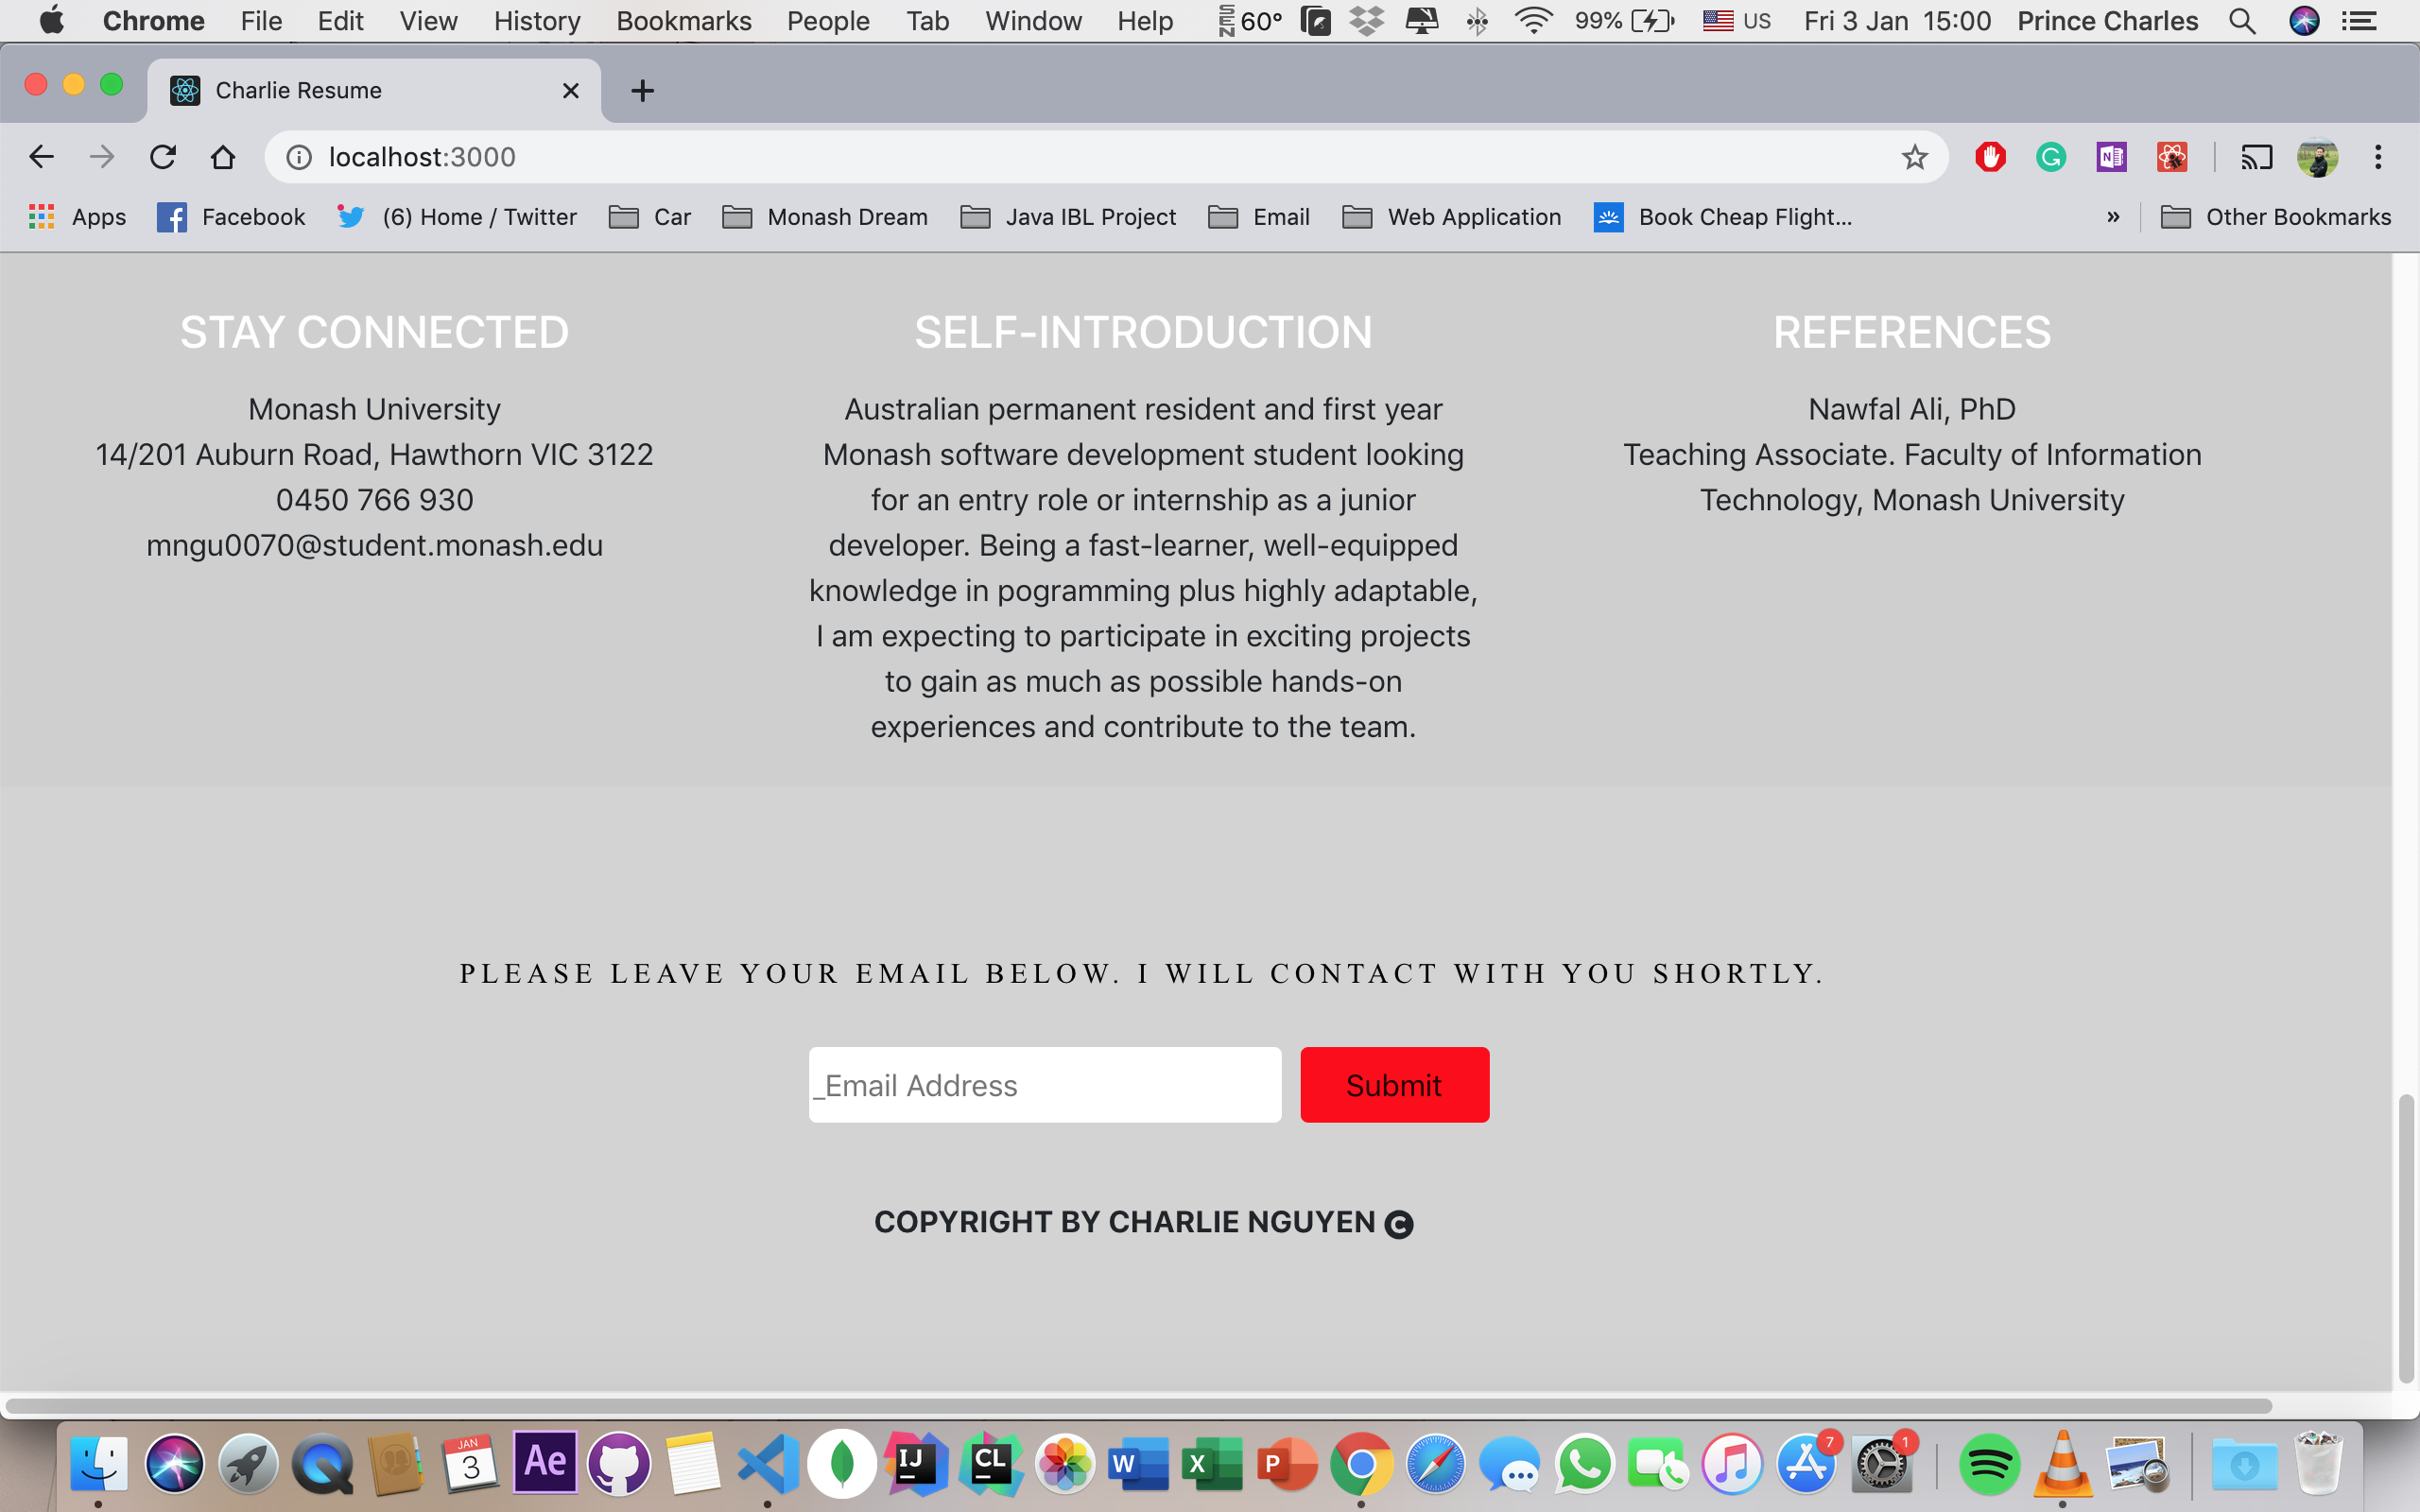 Chrome File Edit View History Bookmarks People Tab Window Help SEN 60° 99% US Fri 3 Jan 15:00 Prince Charles
Charlie Resume
localhost:3000
Apps Facebook (6) Home / Twitter Car Monash Dream Java IBL Project Email Web Application Book Cheap Flight... » Other Bookmarks
STAY CONNECTED
Monash University
14/201 Auburn Road, Hawthorn VIC 3122
0450 766 930
mngu0070@student.monash.edu
SELF-INTRODUCTION
Australian permanent resident and first year
Monash software development student looking
for an entry role or internship as a junior
developer. Being a fast-learner, well-equipped
knowledge in pogramming plus highly adaptable,
I am expecting to participate in exciting projects
to gain as much as possible hands-on
experiences and contribute to the team.
REFERENCES
Nawfal Ali, PhD
Teaching Associate. Faculty of Information
Technology, Monash University
PLEASE LEAVE YOUR EMAIL BELOW. I WILL CONTACT WITH YOU SHORTLY.
_Email Address
Submit
COPYRIGHT BY CHARLIE NGUYEN ©
JAN 3 Ae IJ CL W X P 7 1